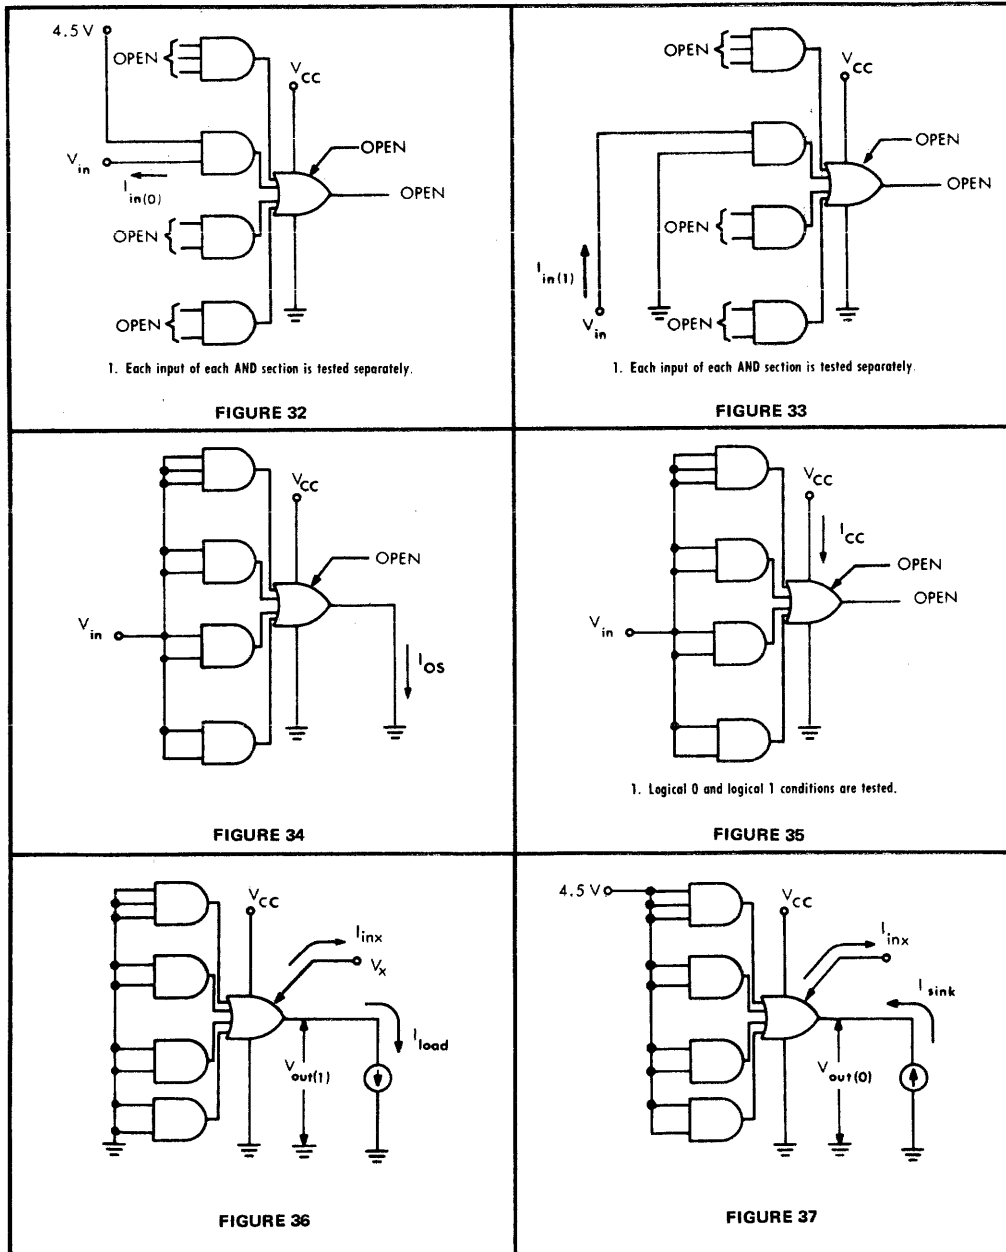 4.5 V
OPEN
V CC
V in
I in(0)
OPEN
OPEN
OPEN
OPEN
1. Each input of each AND section is tested separately.
FIGURE 32
OPEN
V CC
OPEN
OPEN
OPEN
I in(1)
V in
OPEN
1. Each input of each AND section is tested separately.
FIGURE 33
V CC
OPEN
V in
I OS
FIGURE 34
V CC
I CC
OPEN
OPEN
V in
1. Logical 0 and logical 1 conditions are tested.
FIGURE 35
V CC
I inx
V x
I load
V out(1)
FIGURE 36
4.5 V
V CC
I inx
I sink
V out(0)
FIGURE 37